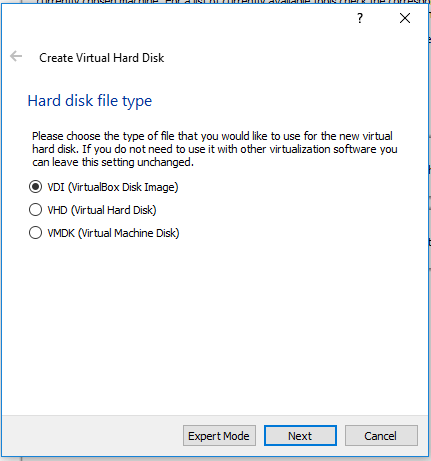 currently chosen machine. For a list of currently available tools check the correspo
?
Create Virtual Hard Disk
Hard disk file type
Please choose the type of file that you would like to use for the new virtual
hard disk. If you do not need to use it with other virtualization software you
can leave this setting unchanged.
VDI (VirtualBox Disk Image)
VHD (Virtual Hard Disk)
VMDK (Virtual Machine Disk)
Expert Mode
Next
Cancel